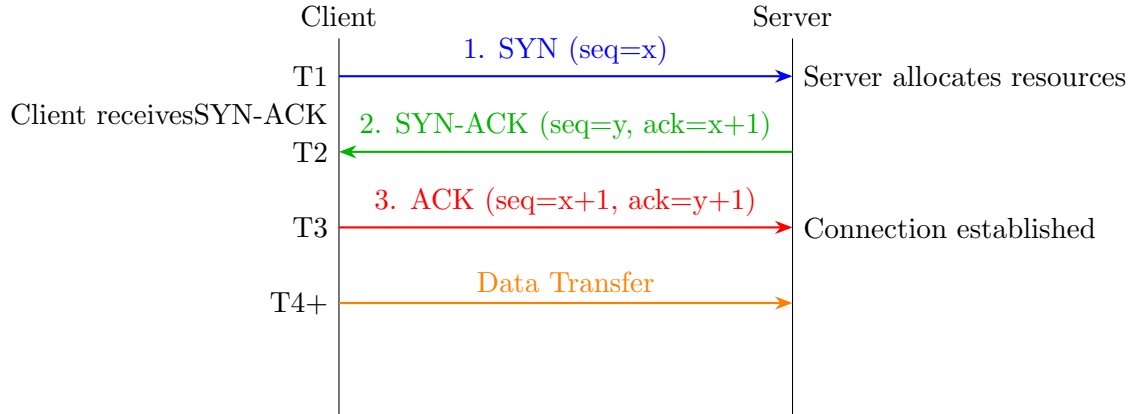 Client
Server
1. SYN (seq=x)
T1
Server allocates resources
Client receivesSYN-ACK
2. SYN-ACK (seq=y, ack=x+1)
T2
3. ACK (seq=x+1, ack=y+1)
T3
Connection established
Data Transfer
T4+